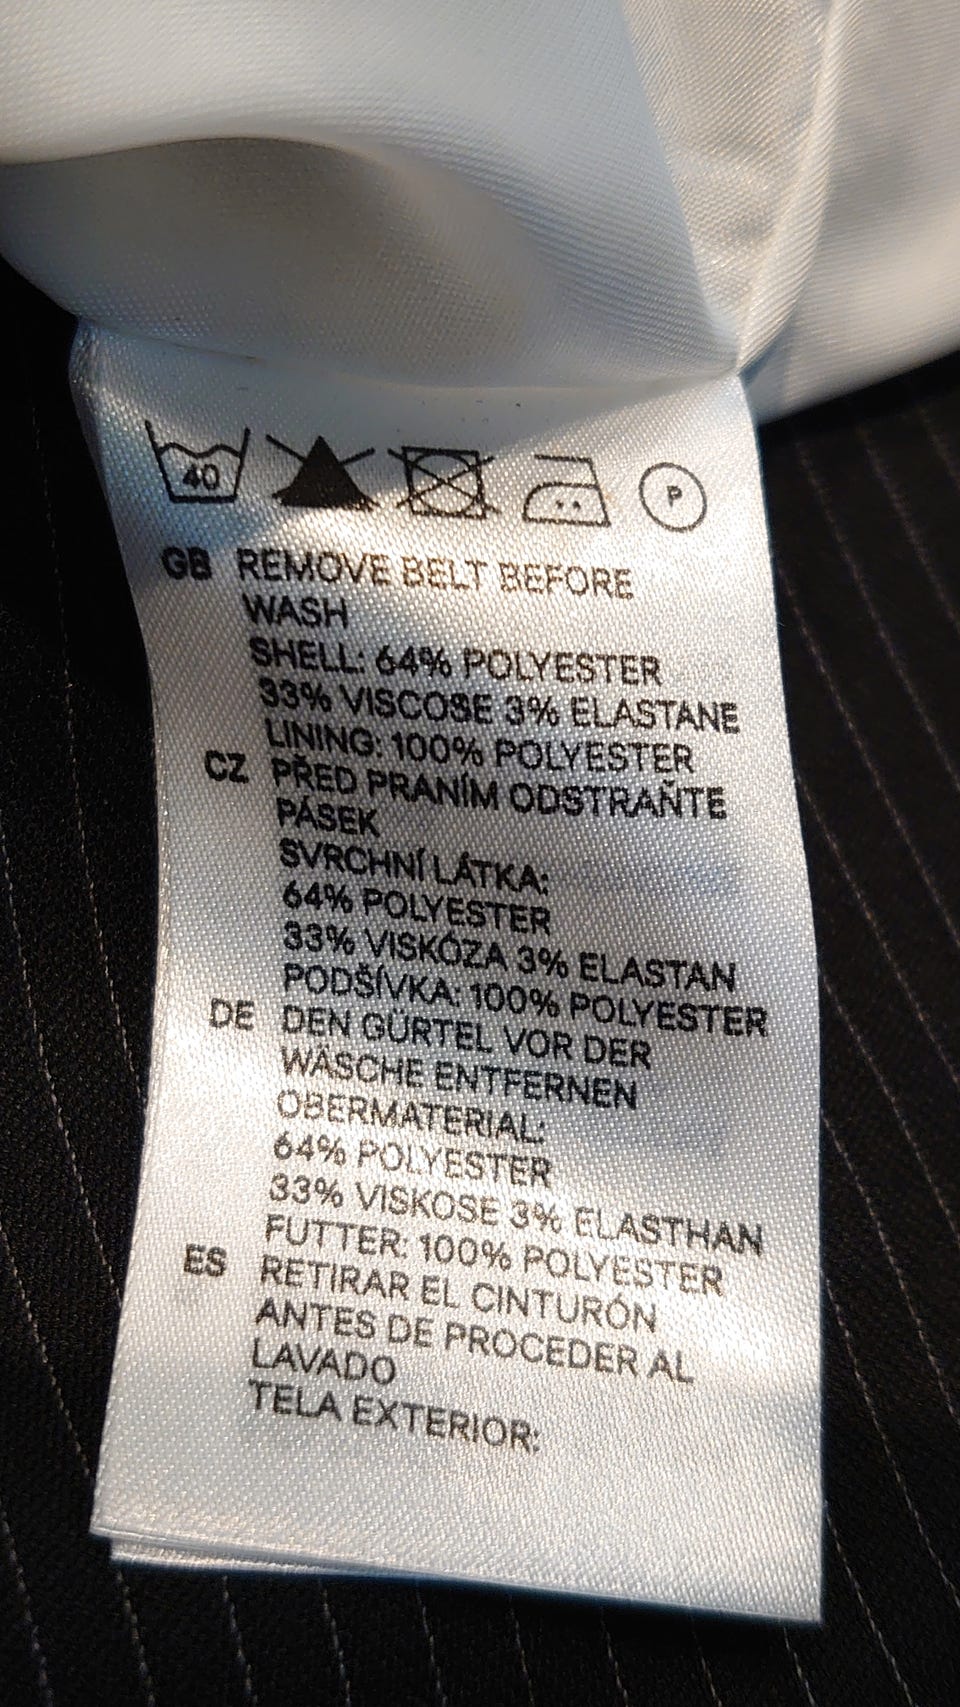 40 P
GB REMOVE BELT BEFORE
WASH
SHELL: 64% POLYESTER
33% VISCOSE 3% ELASTANE
LINING: 100% POLYESTER
CZ PŘED PRANÍM ODSTRAŇTE
PÁSEK
SVRCHNÍ LÁTKA:
64% POLYESTER
33% VISKÓZA 3% ELASTAN
PODŠÍVKA: 100% POLYESTER
DE DEN GÜRTEL VOR DER
WÄSCHE ENTFERNEN
OBERMATERIAL:
64% POLYESTER
33% VISKOSE 3% ELASTHAN
FUTTER: 100% POLYESTER
ES RETIRAR EL CINTURÓN
ANTES DE PROCEDER AL
LAVADO
TELA EXTERIOR: